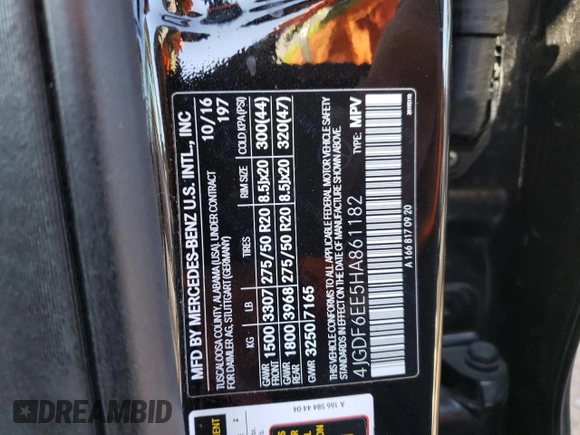 MFD BY MERCEDES-BENZ U.S. INTL., INC
TUSCALOOSA COUNTY, ALABAMA (USA), UNDER CONTRACT 10/16
FOR DAIMLER AG, STUTTGART (GERMANY) 197
LB TIRES RIM SIZE COLD KPA(PSI)
GAWR FRONT 1500 3307 275/50 R20 8.5Jx20 300(44)
GAWR REAR 1800 3968 275/50 R20 8.5Jx20 320(47)
GVWR 3250 7165
THIS VEHICLE CONFORMS TO ALL APPLICABLE FEDERAL MOTOR VEHICLE SAFETY
STANDARDS IN EFFECT ON THE DATE OF MANUFACTURE SHOWN ABOVE.
4JGDF6EE5HA861182 TYPE: MPV
A 166 817 09 20
A 166 584 44 04
2
DREAMBID